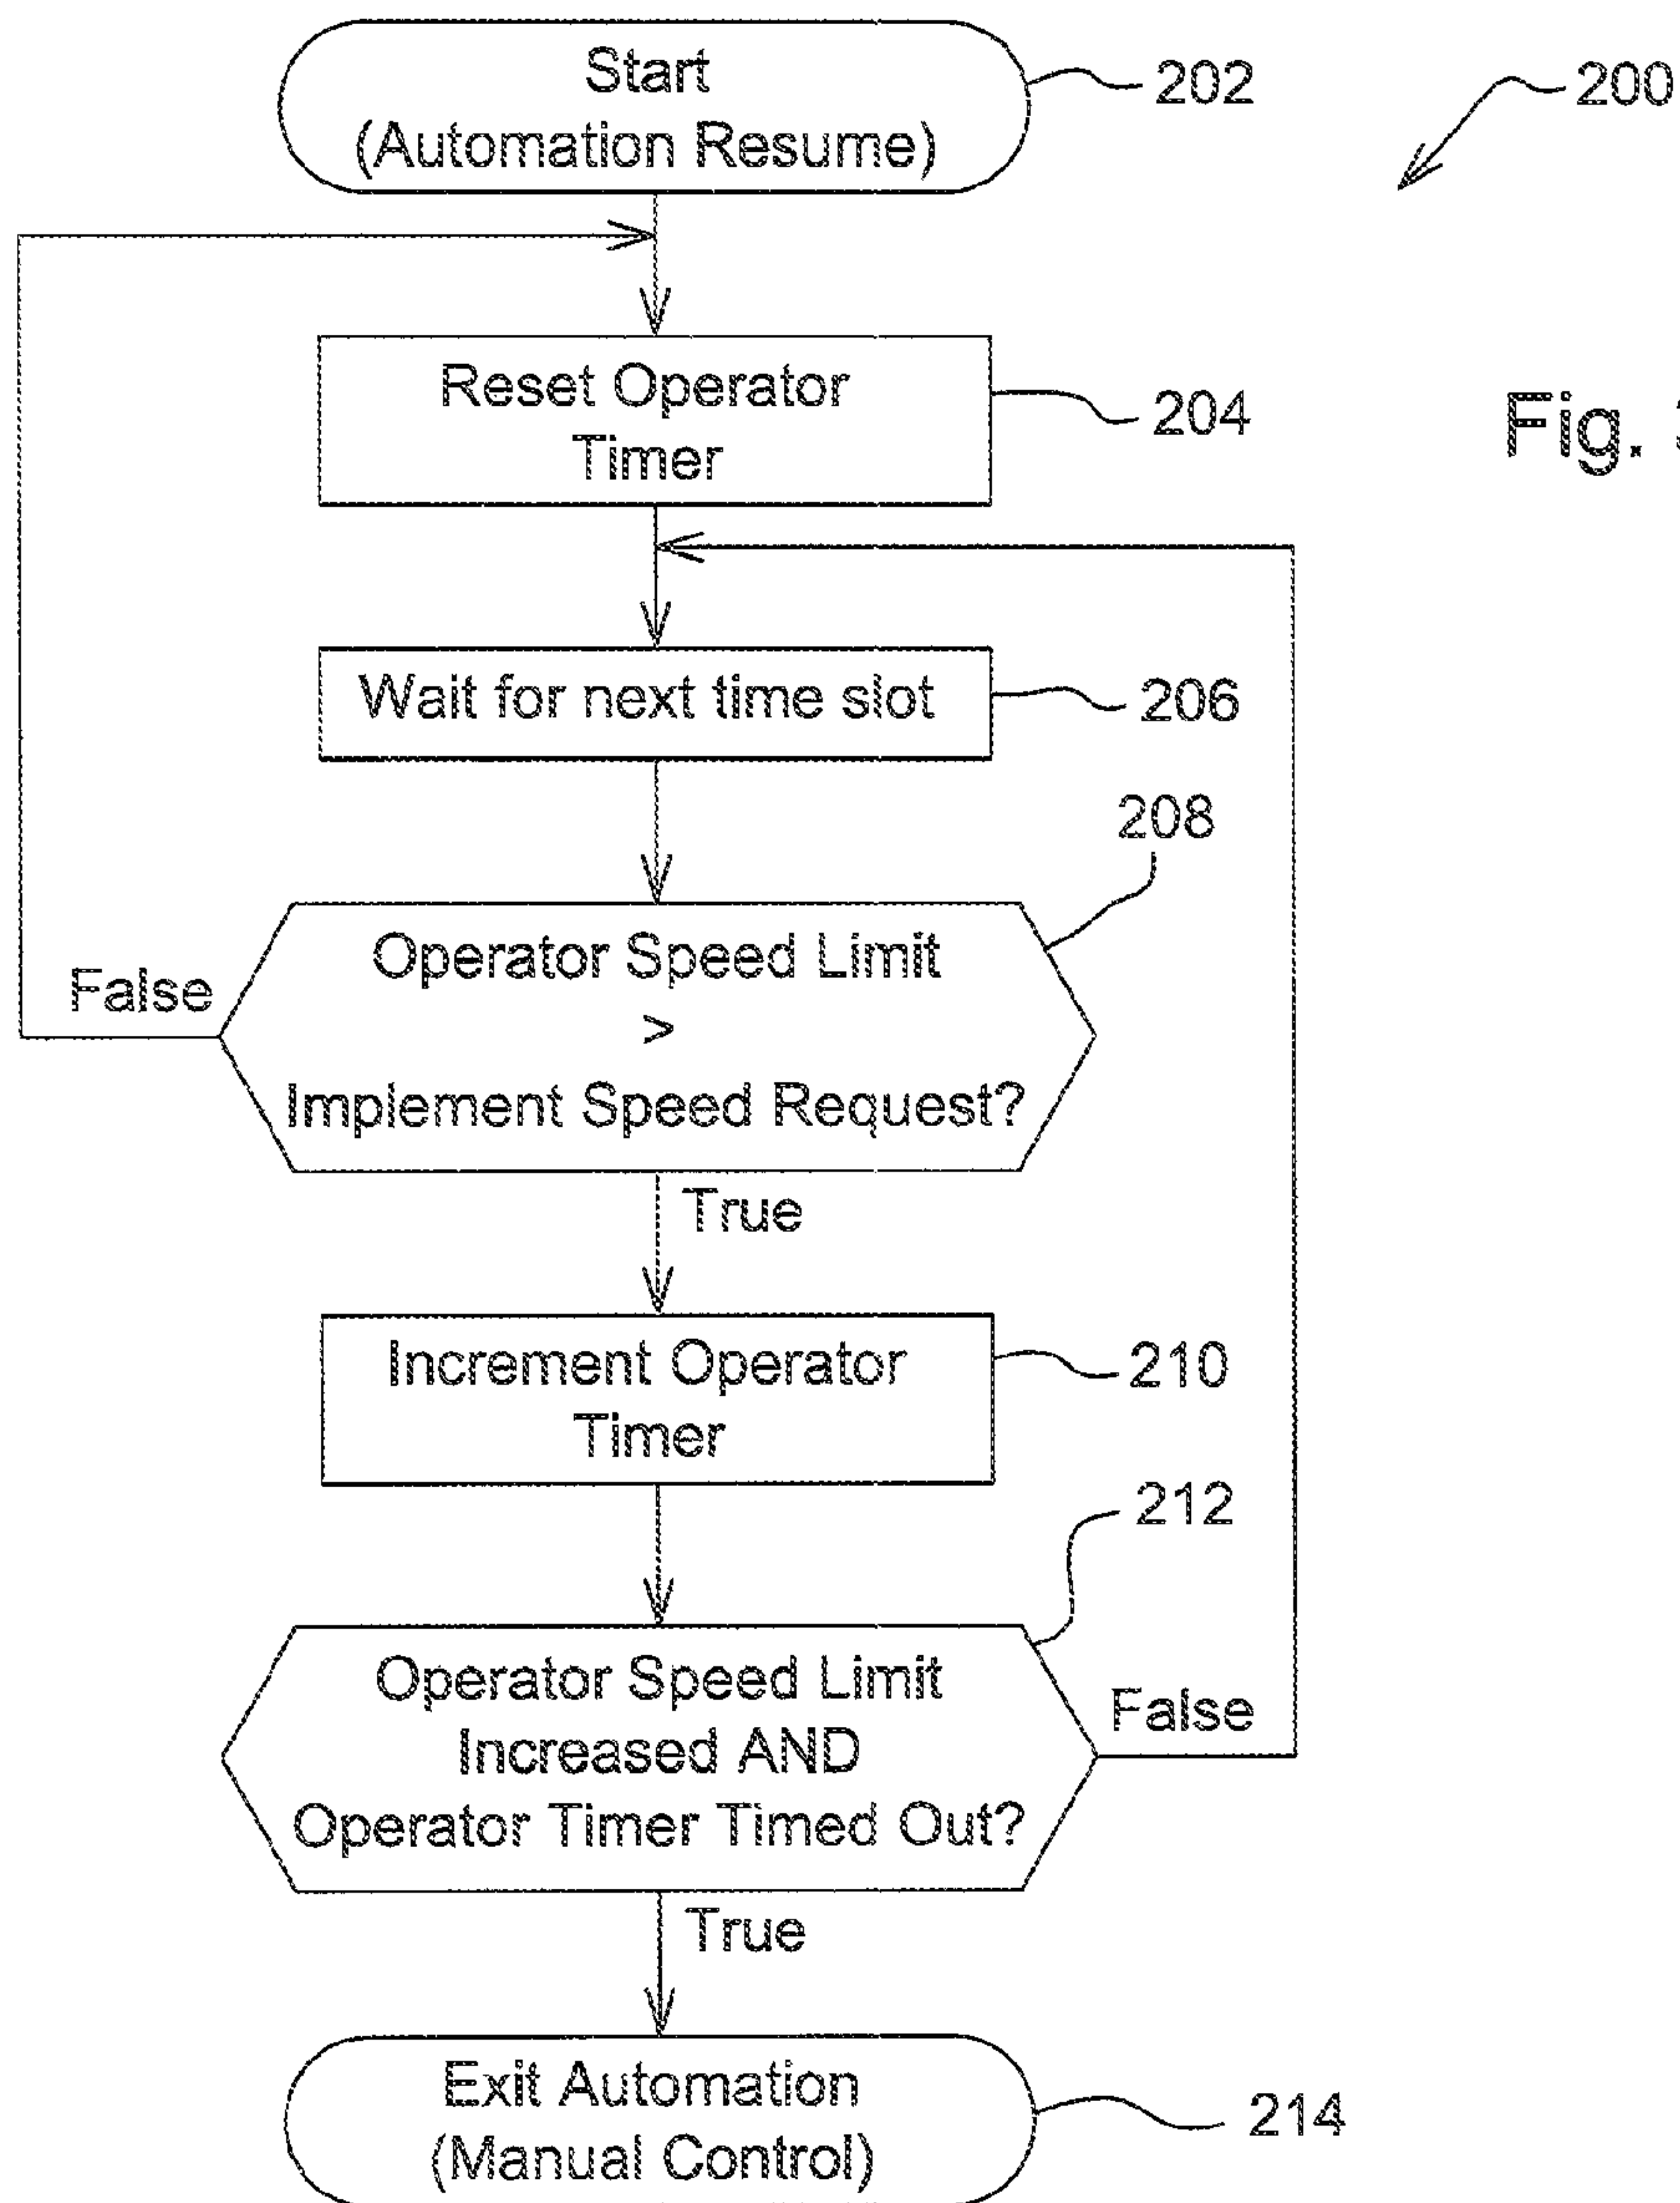 Start
(Automation Resume)
202
200
Reset Operator
Timer
204
Fig.
Wait for next time slot
206
208
Operator Speed Limit
>
Implement Speed Request?
False
True
Increment Operator
Timer
210
212
Operator Speed Limit
Increased AND
Operator Timer Timed Out?
False
True
Exit Automation
(Manual Control)
214